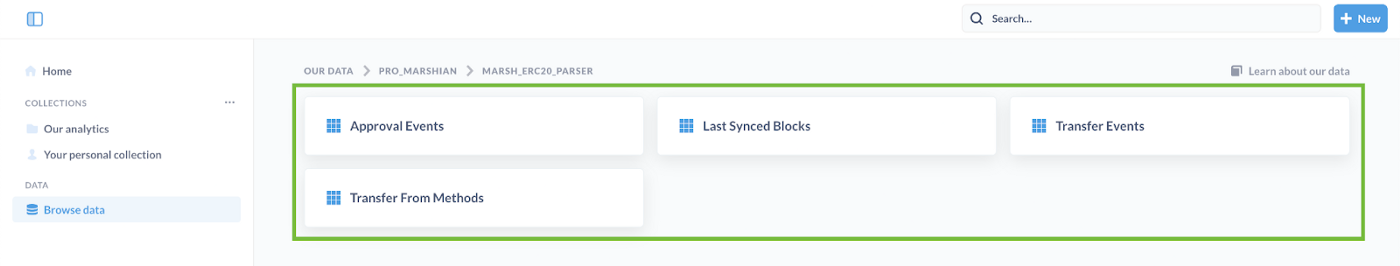 Search...
New
Home
OUR DATA
PRO_MARSHIAN
MARSH_ERC20_PARSER
Learn about our data
COLLECTIONS
...
Our analytics
Your personal collection
DATA
Browse data
Approval Events
Last Synced Blocks
Transfer Events
Transfer From Methods